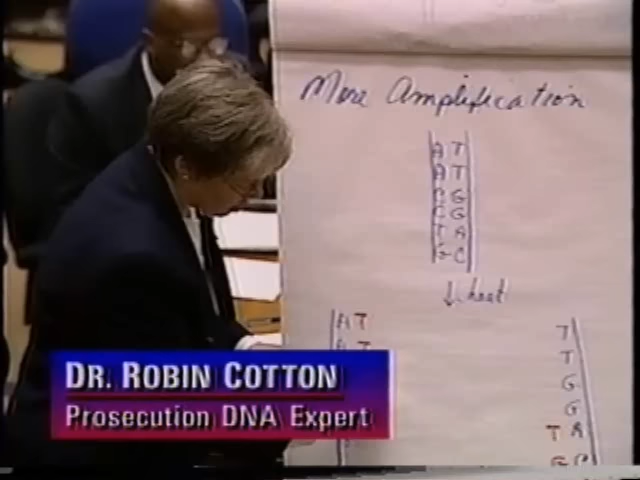 More Amplification
A T
A T
C G
C G
T A
G C
↓ heat
A T
A T
T
T
G
G
T A
G C
DR. ROBIN COTTON
Prosecution DNA Expert